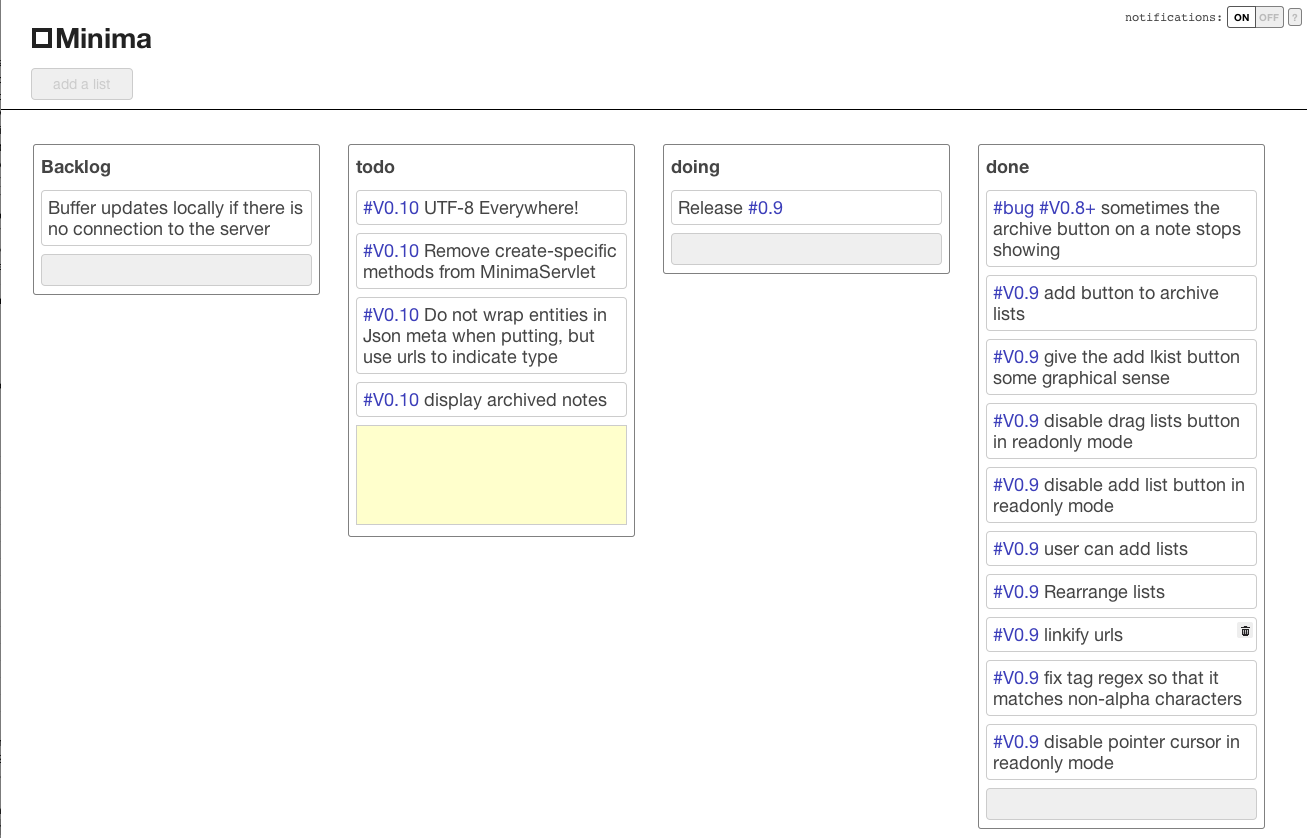 notifications: ON OFF ?
Minima
add a list
Backlog
Buffer updates locally if there is
no connection to the server
todo
#V0.10 UTF-8 Everywhere!
#V0.10 Remove create-specific
methods from MinimaServlet
#V0.10 Do not wrap entities in
Json meta when putting, but
use urls to indicate type
#V0.10 display archived notes
doing
Release #0.9
done
#bug #V0.8+ sometimes the
archive button on a note stops
showing
#V0.9 add button to archive
lists
#V0.9 give the add lkist button
some graphical sense
#V0.9 disable drag lists button
in readonly mode
#V0.9 disable add list button in
readonly mode
#V0.9 user can add lists
#V0.9 Rearrange lists
#V0.9 linkify urls
#V0.9 fix tag regex so that it
matches non-alpha characters
#V0.9 disable pointer cursor in
readonly mode